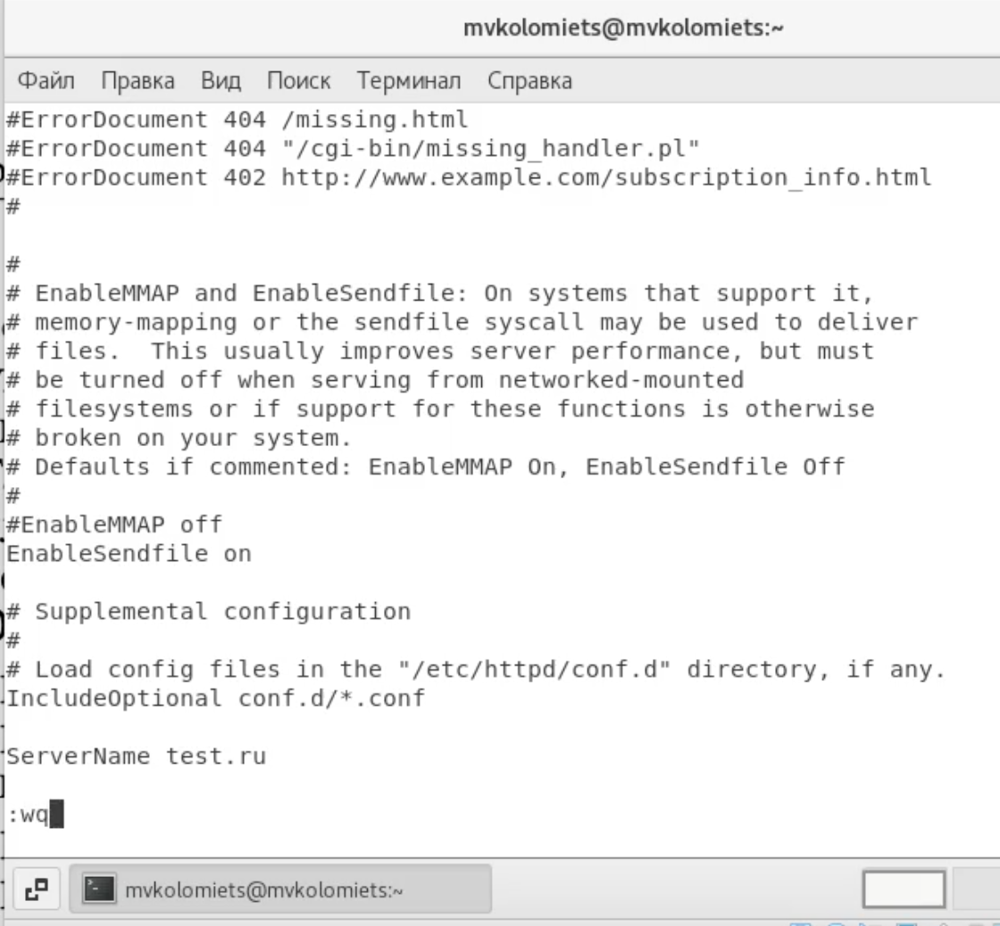 mvkolomiets@mvkolomiets:~
Файл Правка Вид Поиск Терминал Справка
#ErrorDocument 404 /missing.html
#ErrorDocument 404 "/cgi-bin/missing_handler.pl"
#ErrorDocument 402 http://www.example.com/subscription_info.html
#
#
# EnableMMAP and EnableSendfile: On systems that support it,
# memory-mapping or the sendfile syscall may be used to deliver
# files.  This usually improves server performance, but must
# be turned off when serving from networked-mounted
# filesystems or if support for these functions is otherwise
# broken on your system.
# Defaults if commented: EnableMMAP On, EnableSendfile Off
#
#EnableMMAP off
EnableSendfile on
# Supplemental configuration
#
# Load config files in the "/etc/httpd/conf.d" directory, if any.
IncludeOptional conf.d/*.conf
ServerName test.ru
:wq
mvkolomiets@mvkolomiets:~